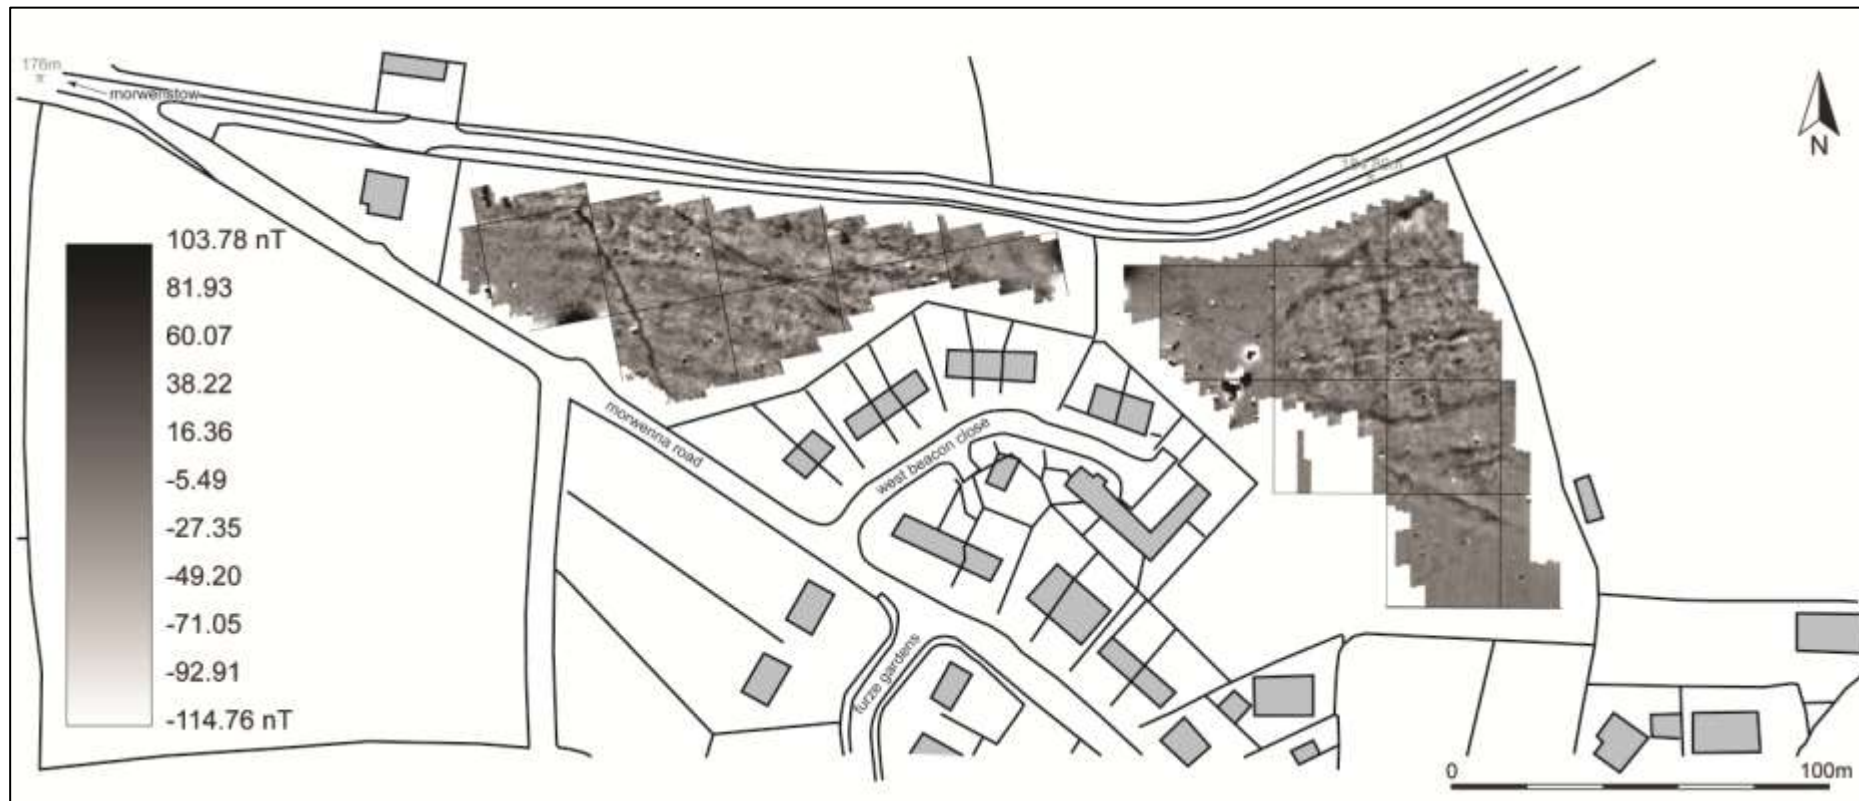 176m
morwenstow
N
103.78 nT
81.93
60.07
38.22
16.36
-5.49
-27.35
-49.20
-71.05
-92.91
-114.76 nT
morwenna road
west beacon close
furze gardens
0 100m